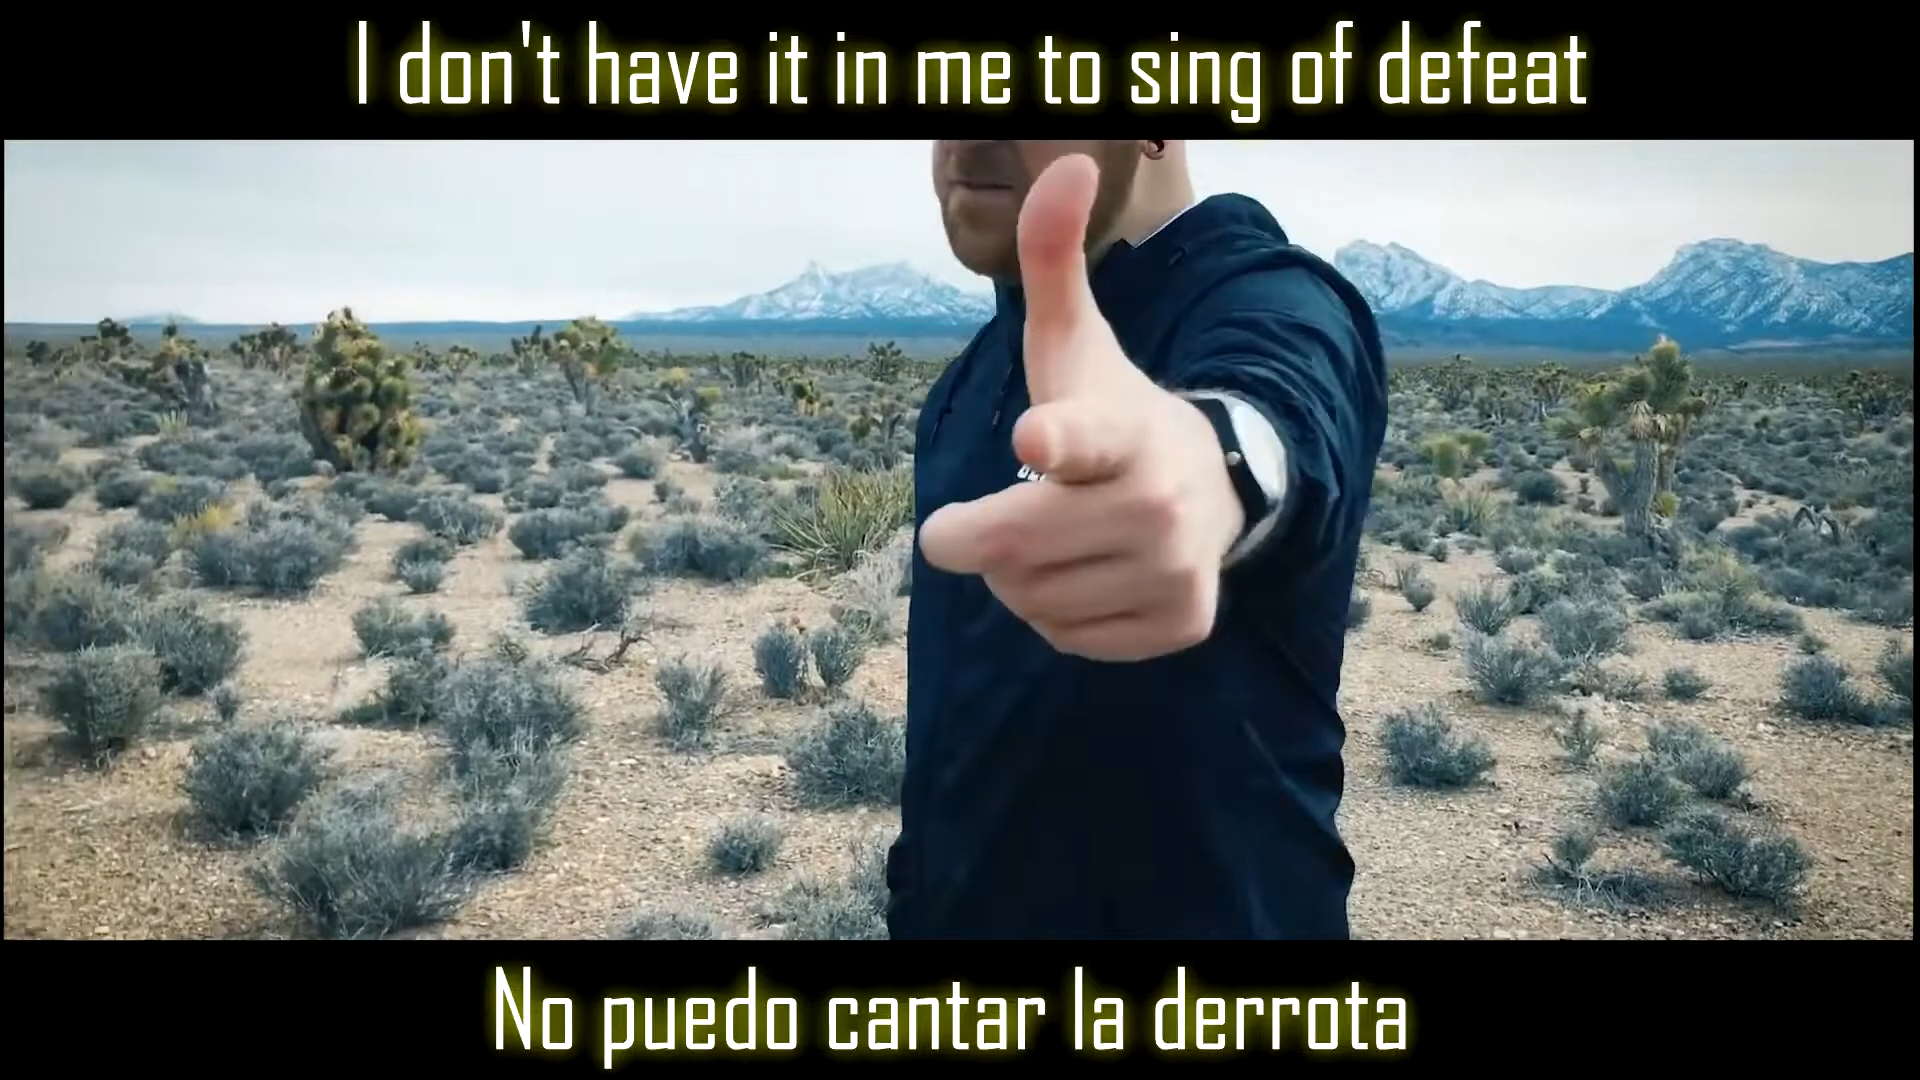 I don't have it in me to sing of defeat
No puedo cantar la derrota